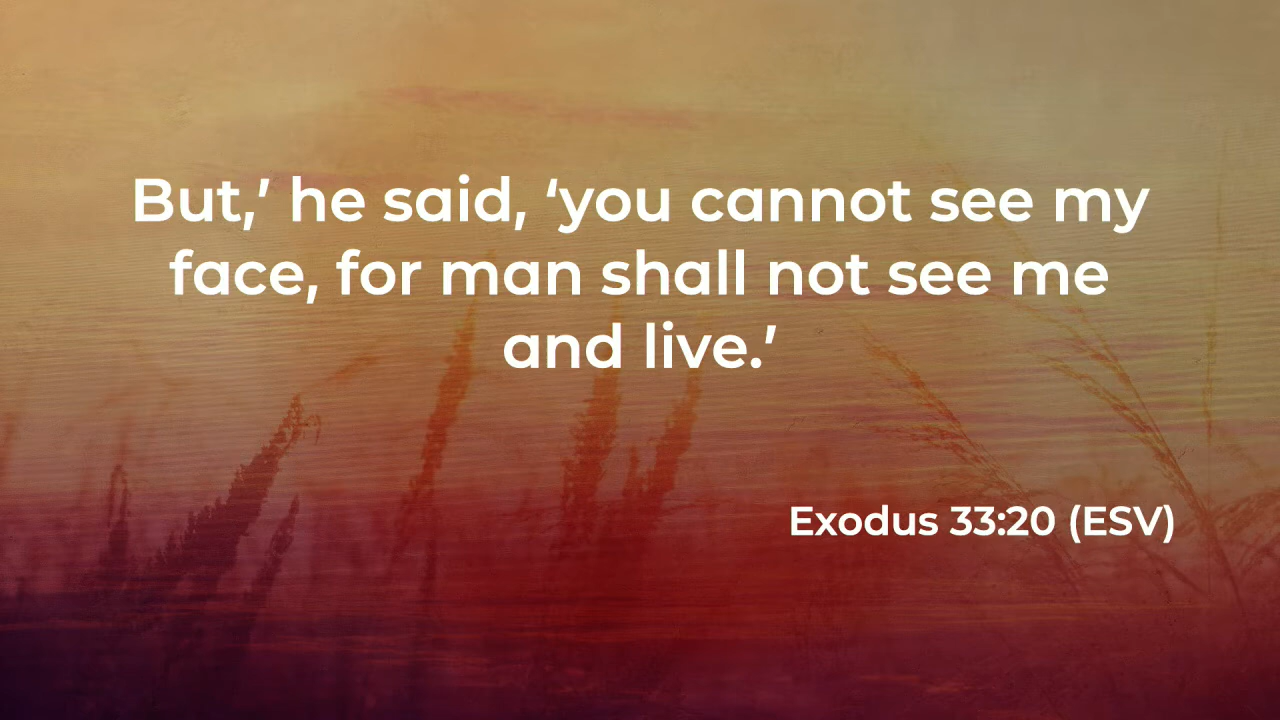 But,’ he said, ‘you cannot see my
face, for man shall not see me
and live.’
Exodus 33:20 (ESV)